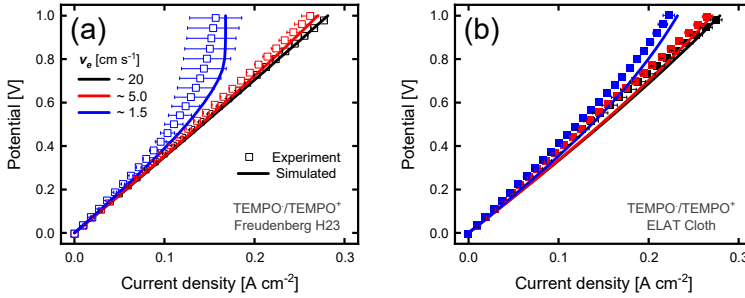 (a)
vₑ [cm s⁻¹]
~ 20
~ 5.0
~ 1.5
Experiment
Simulated
TEMPO·/TEMPO⁺
Freudenberg H23
Potential [V]
1.0
0.8
0.6
0.4
0.2
0.0
0.0 0.1 0.2 0.3
Current density [A cm⁻²]
(b)
TEMPO·/TEMPO⁺
ELAT Cloth
Potential [V]
1.0
0.8
0.6
0.4
0.2
0.0
0.0 0.1 0.2 0.3
Current density [A cm⁻²]